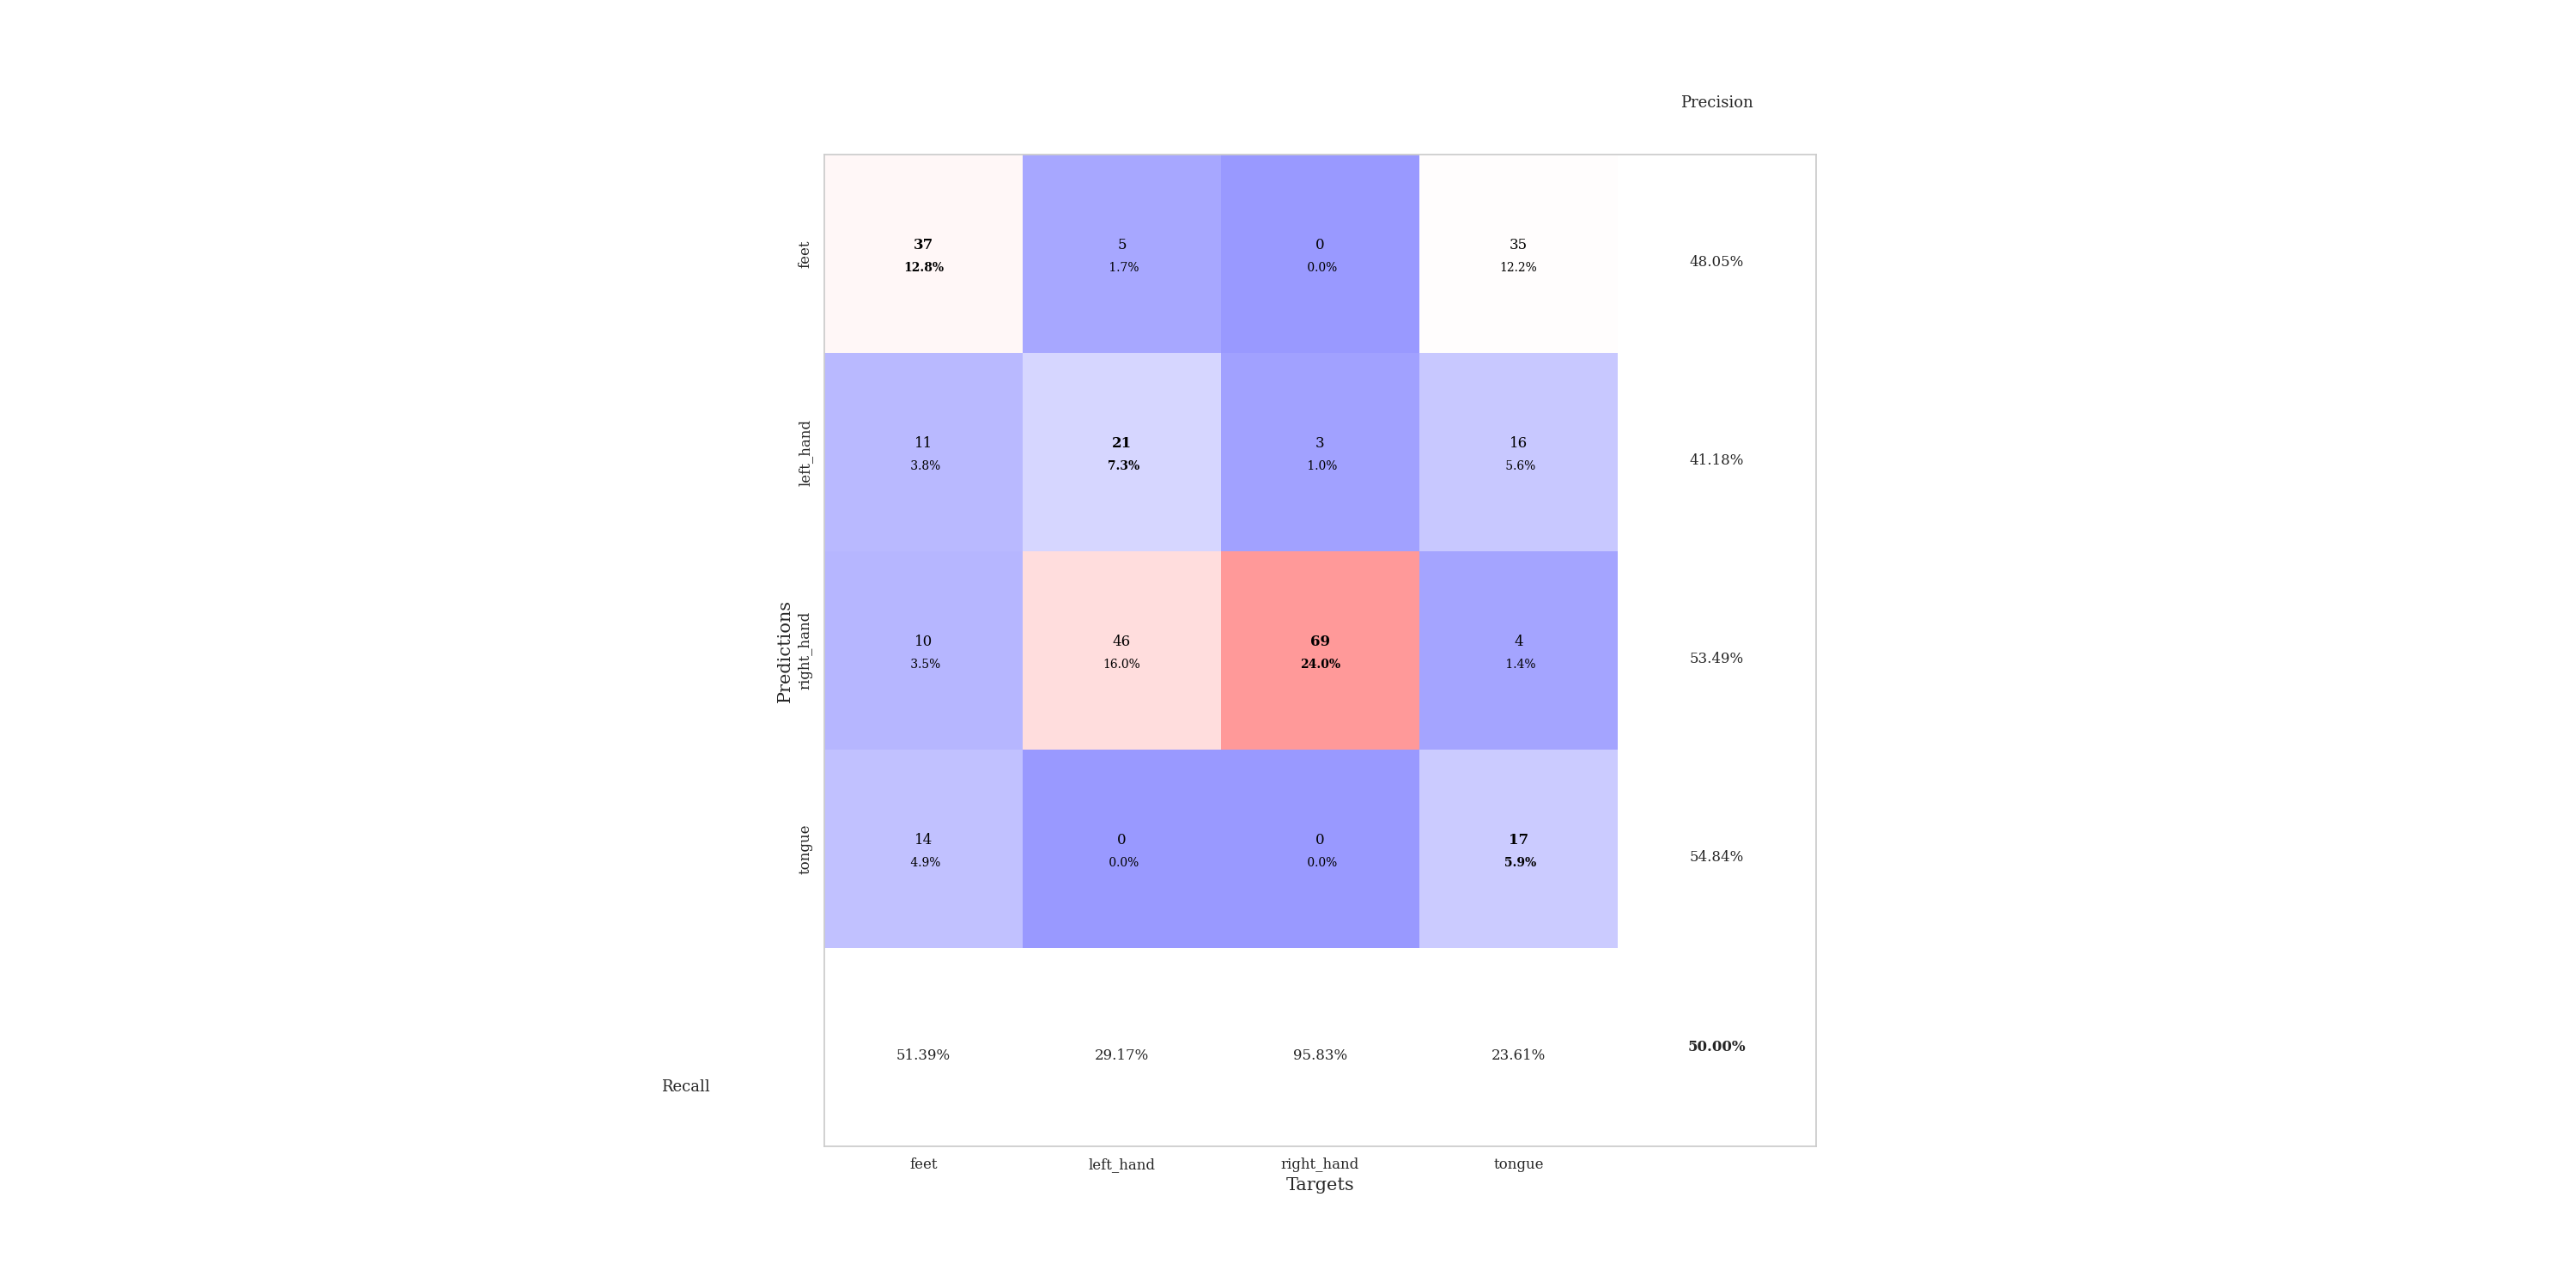 Precision
feet
37 5 0 35
12.8% 1.7% 0.0% 12.2%
48.05%
left_hand
11 21 3 16
3.8% 7.3% 1.0% 5.6%
41.18%
Predictions
right_hand
10 46 69 4
3.5% 16.0% 24.0% 1.4%
53.49%
tongue
14 0 0 17
4.9% 0.0% 0.0% 5.9%
54.84%
51.39% 29.17% 95.83% 23.61% 50.00%
Recall
feet left_hand right_hand tongue
Targets